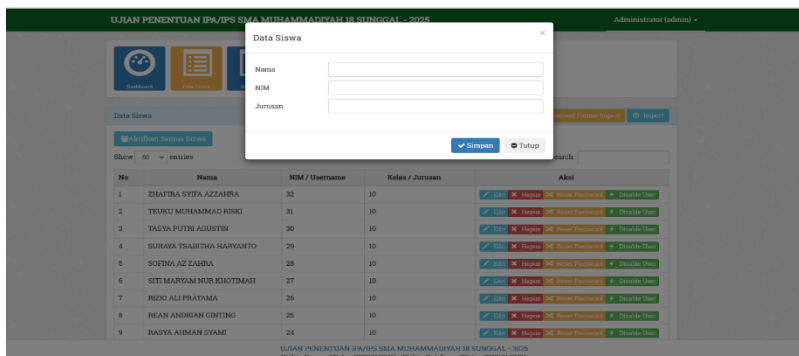 UJIAN PENENTUAN IPA/IPS SMA MUHAMMADIYAH 18 SUNGGAL - 2025
Administrator (admin)
Data Siswa
×
Nama
NIM
Jurusan
Simpan
Tutup
Dashboard
Data Siswa
Data Siswa
Format Import
Import
Aktifkan Semua Siswa
Show 50 entries
Search:
No Nama NIM / Username Kelas / Jurusan Aksi
1 ZHAFIRA SYIFA AZZAHRA 32 10 Edit Hapus Reset Password Disable User
2 TEUKU MUHAMMAD RISKI 31 10 Edit Hapus Reset Password Disable User
3 TASYA PUTRI AGUSTIN 30 10 Edit Hapus Reset Password Disable User
4 SURAYA TSABITHA HARYANTO 29 10 Edit Hapus Reset Password Disable User
5 SOFINA AZ ZAHRA 28 10 Edit Hapus Reset Password Disable User
6 SITI MARYAM NUR KHOTIMAH 27 10 Edit Hapus Reset Password Disable User
7 RIZKI ALI PRATAMA 26 10 Edit Hapus Reset Password Disable User
8 REAN ANDRIAN GINTING 25 10 Edit Hapus Reset Password Disable User
9 RASYA AHMAN SYAMI 24 10 Edit Hapus Reset Password Disable User
UJIAN PENENTUAN IPA/IPS SMA MUHAMMADIYAH 18 SUNGGAL - 2025